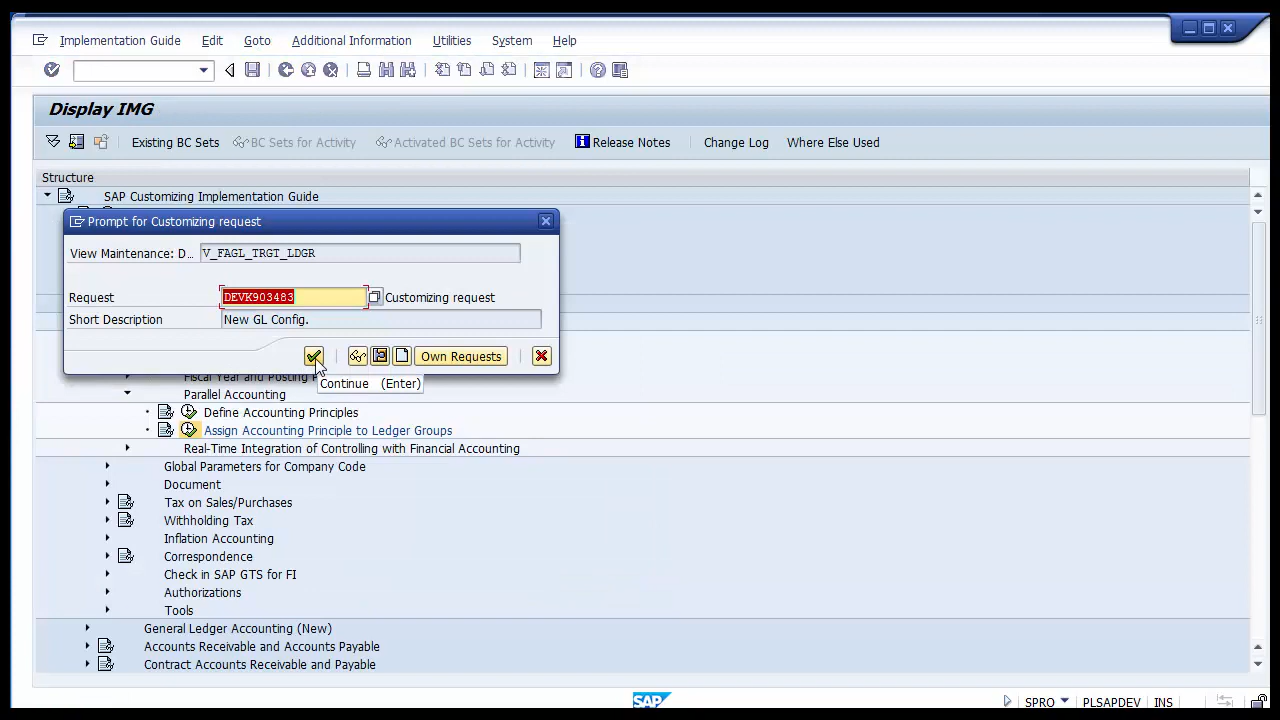 Implementation Guide Edit Goto Additional Information Utilities System Help
Display IMG
Existing BC Sets BC Sets for Activity Activated BC Sets for Activity Release Notes Change Log Where Else Used
Structure
SAP Customizing Implementation Guide
Prompt for Customizing request
View Maintenance: D... V_FAGL_TRGT_LDGR
Request DEVK903483 Customizing request
Short Description New GL Config.
Own Requests
Continue (Enter)
Fiscal Year and Posting P
Parallel Accounting
Define Accounting Principles
Assign Accounting Principle to Ledger Groups
Real-Time Integration of Controlling with Financial Accounting
Global Parameters for Company Code
Document
Tax on Sales/Purchases
Withholding Tax
Inflation Accounting
Correspondence
Check in SAP GTS for FI
Authorizations
Tools
General Ledger Accounting (New)
Accounts Receivable and Accounts Payable
Contract Accounts Receivable and Payable
SAP SPRO PLSAPDEV INS